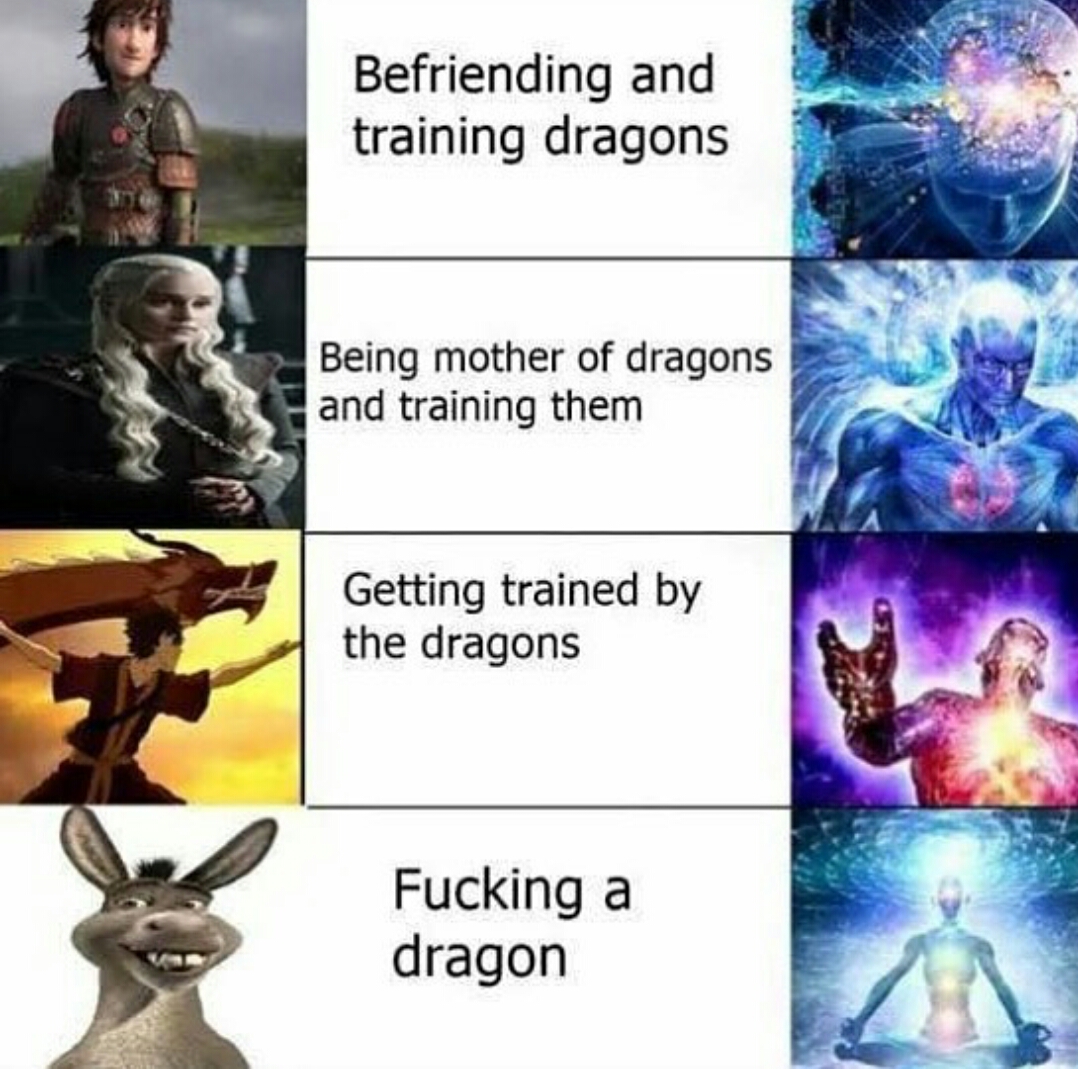 Befriending and
training dragons
Being mother of dragons
and training them
Getting trained by
the dragons
Fucking a
dragon